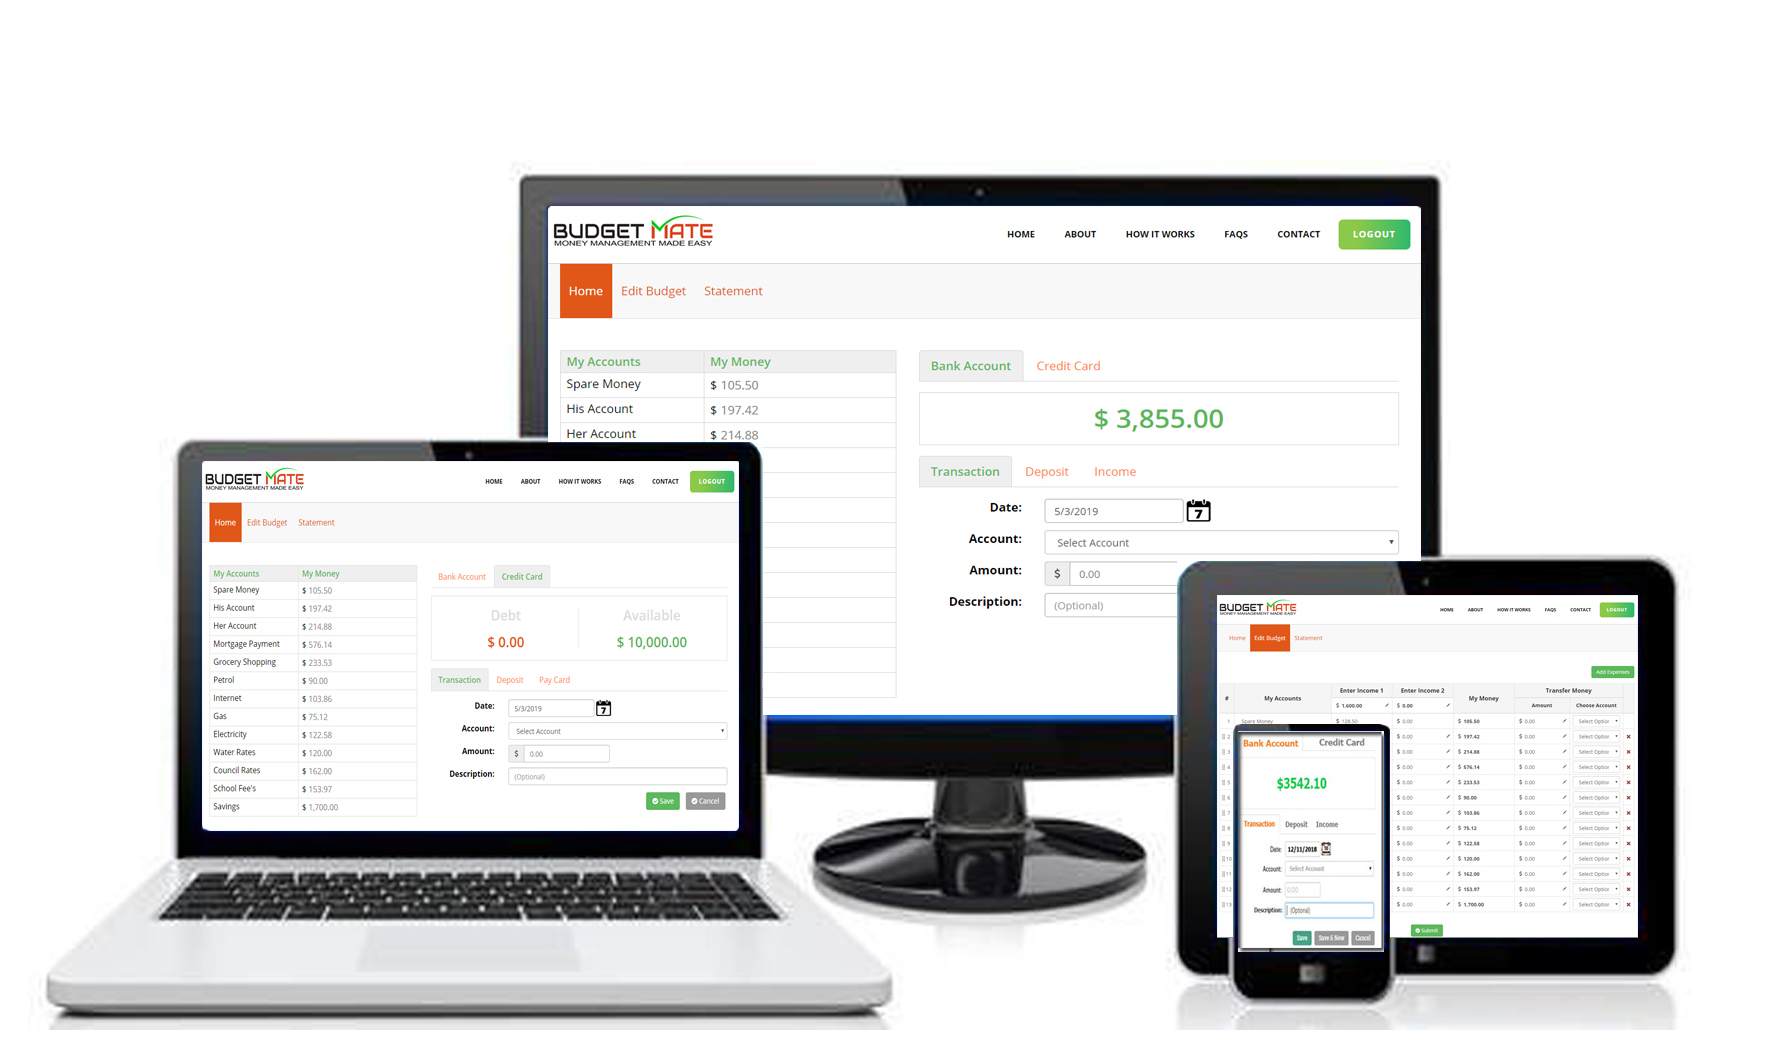 BUDGET MATE
MONEY MANAGEMENT MADE EASY
HOME ABOUT HOW IT WORKS FAQS CONTACT LOGOUT
Home Edit Budget Statement
My Accounts My Money
Spare Money $ 105.50
His Account $ 197.42
Her Account $ 214.88
Bank Account Credit Card
$ 3,855.00
Transaction Deposit Income
Date: 5/3/2019 7
Account: Select Account
Amount: $ 0.00
Description: (Optional)
BUDGET MATE
MONEY MANAGEMENT MADE EASY
HOME ABOUT HOW IT WORKS FAQS CONTACT LOGOUT
Home Edit Budget Statement
My Accounts My Money
Spare Money $ 105.50
His Account $ 197.42
Her Account $ 214.88
Mortgage Payment $ 576.14
Grocery Shopping $ 233.53
Petrol $ 90.00
Internet $ 103.86
Gas $ 75.12
Electricity $ 122.58
Water Rates $ 120.00
Council Rates $ 162.00
School Fee's $ 153.97
Savings $ 1,700.00
Bank Account Credit Card
Debt Available
$ 0.00 $ 10,000.00
Transaction Deposit Pay Card
Date: 5/3/2019 7
Account: Select Account
Amount: $ 0.00
Description: (Optional)
Save Cancel
BUDGET MATE
MONEY MANAGEMENT MADE EASY
HOME ABOUT HOW IT WORKS FAQS CONTACT LOGOUT
Home Edit Budget Statement
Add Expenses
# My Accounts Enter Income 1 Enter Income 2 My Money Transfer Money
$ 1,600.00 $ 0.00 Amount Choose Account
1 Spare Money $ 128.50 $ 0.00 $ 105.50 $ 0.00 Select Option
2 $ 0.00 $ 197.42 $ 0.00 Select Option
3 $ 0.00 $ 214.88 $ 0.00 Select Option
4 $ 0.00 $ 576.14 $ 0.00 Select Option
5 $ 0.00 $ 233.53 $ 0.00 Select Option
6 $ 0.00 $ 90.00 $ 0.00 Select Option
7 $ 0.00 $ 103.86 $ 0.00 Select Option
8 $ 0.00 $ 75.12 $ 0.00 Select Option
9 $ 0.00 $ 122.58 $ 0.00 Select Option
10 $ 0.00 $ 120.00 $ 0.00 Select Option
11 $ 0.00 $ 162.00 $ 0.00 Select Option
12 $ 0.00 $ 153.97 $ 0.00 Select Option
13 $ 0.00 $ 1,700.00 $ 0.00 Select Option
Submit
Bank Account Credit Card
$3542.10
Transaction Deposit Income
Date: 12/11/2018
Account: Select Account
Amount: 0.00
Description: (Optional)
Save Save & New Cancel